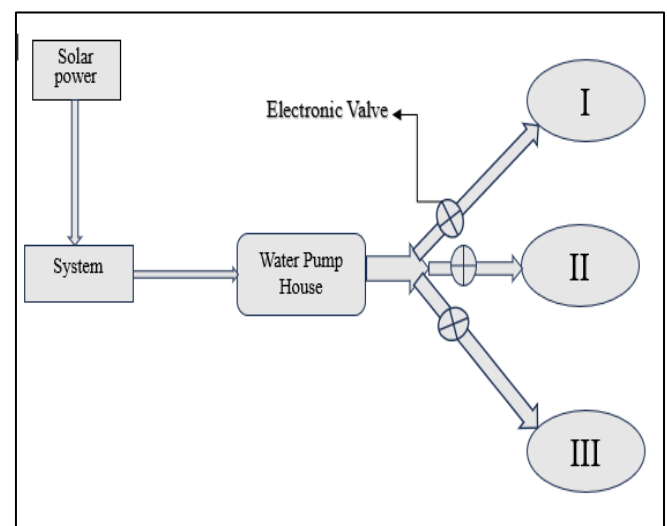 Solar
power
Electronic Valve
I
System
Water Pump
House
II
III